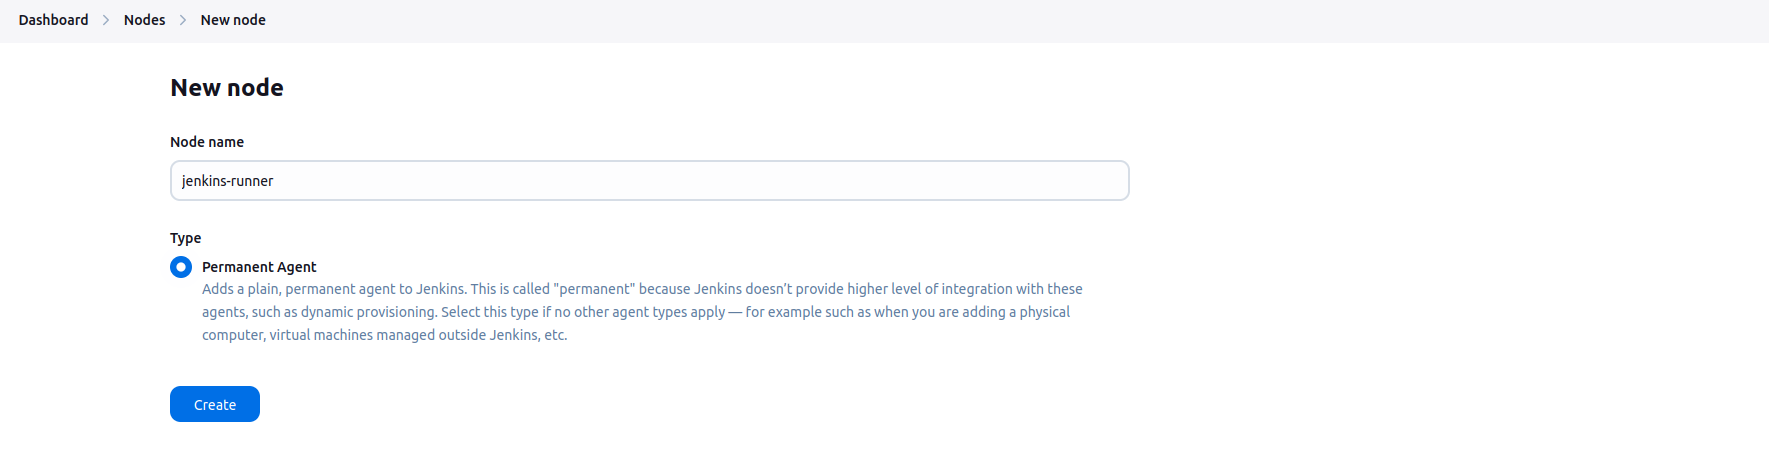 Dashboard > Nodes > New node
New node
Node name
jenkins-runner
Type
Permanent Agent
Adds a plain, permanent agent to Jenkins. This is called "permanent" because Jenkins doesn't provide higher level of integration with these
agents, such as dynamic provisioning. Select this type if no other agent types apply — for example such as when you are adding a physical
computer, virtual machines managed outside Jenkins, etc.
Create